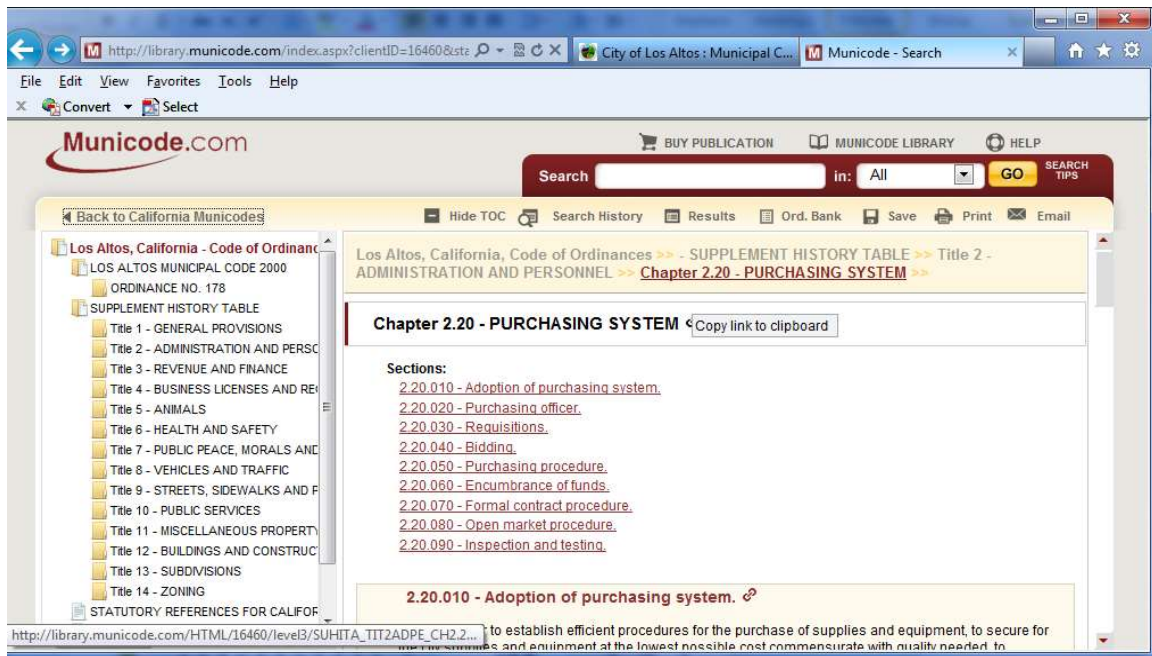 http://library.municode.com/index.aspx?clientID=16460&sta
City of Los Altos : Municipal C...
Municode - Search
File Edit View Favorites Tools Help
Convert Select
Municode.com
BUY PUBLICATION MUNICODE LIBRARY HELP
Search in: All GO SEARCH TIPS
Back to California Municodes
Hide TOC Search History Results Ord. Bank Save Print Email
Los Altos, California - Code of Ordinanc
LOS ALTOS MUNICIPAL CODE 2000
ORDINANCE NO. 178
SUPPLEMENT HISTORY TABLE
Title 1 - GENERAL PROVISIONS
Title 2 - ADMINISTRATION AND PERSC
Title 3 - REVENUE AND FINANCE
Title 4 - BUSINESS LICENSES AND RE
Title 5 - ANIMALS
Title 6 - HEALTH AND SAFETY
Title 7 - PUBLIC PEACE, MORALS AND
Title 8 - VEHICLES AND TRAFFIC
Title 9 - STREETS, SIDEWALKS AND P
Title 10 - PUBLIC SERVICES
Title 11 - MISCELLANEOUS PROPERTY
Title 12 - BUILDINGS AND CONSTRUC
Title 13 - SUBDIVISIONS
Title 14 - ZONING
STATUTORY REFERENCES FOR CALIFOR
http://library.municode.com/HTML/16460/level3/SUHITA_TIT2ADPE_CH2.2...
Los Altos, California, Code of Ordinances >> - SUPPLEMENT HISTORY TABLE >> Title 2 -
ADMINISTRATION AND PERSONNEL >> Chapter 2.20 - PURCHASING SYSTEM >>
Chapter 2.20 - PURCHASING SYSTEM
Copy link to clipboard
Sections:
2.20.010 - Adoption of purchasing system.
2.20.020 - Purchasing officer.
2.20.030 - Requisitions.
2.20.040 - Bidding.
2.20.050 - Purchasing procedure.
2.20.060 - Encumbrance of funds.
2.20.070 - Formal contract procedure.
2.20.080 - Open market procedure.
2.20.090 - Inspection and testing.
2.20.010 - Adoption of purchasing system.
to establish efficient procedures for the purchase of supplies and equipment, to secure for
the city supplies and equipment at the lowest possible cost commensurate with quality needed, to